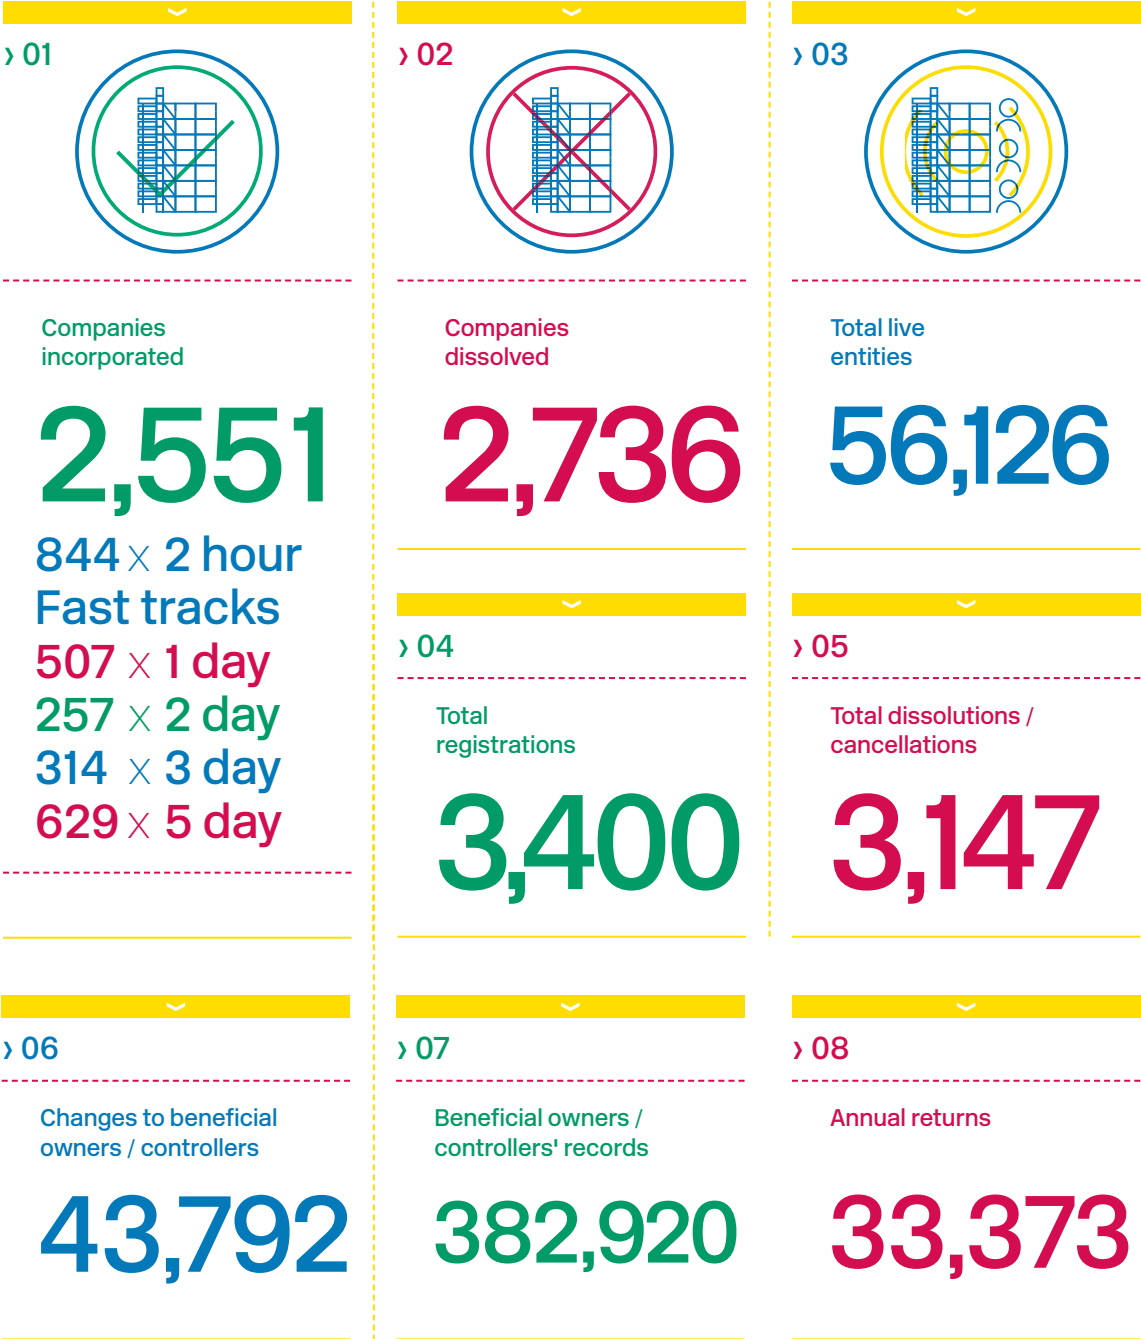 › 01
Companies
incorporated
2,551
844 x 2 hour
Fast tracks
507 x 1 day
257 x 2 day
314 x 3 day
629 x 5 day
› 02
Companies
dissolved
2,736
› 03
Total live
entities
56,126
› 04
Total
registrations
3,400
› 05
Total dissolutions /
cancellations
3,147
› 06
Changes to beneficial
owners / controllers
43,792
› 07
Beneficial owners /
controllers' records
382,920
› 08
Annual returns
33,373